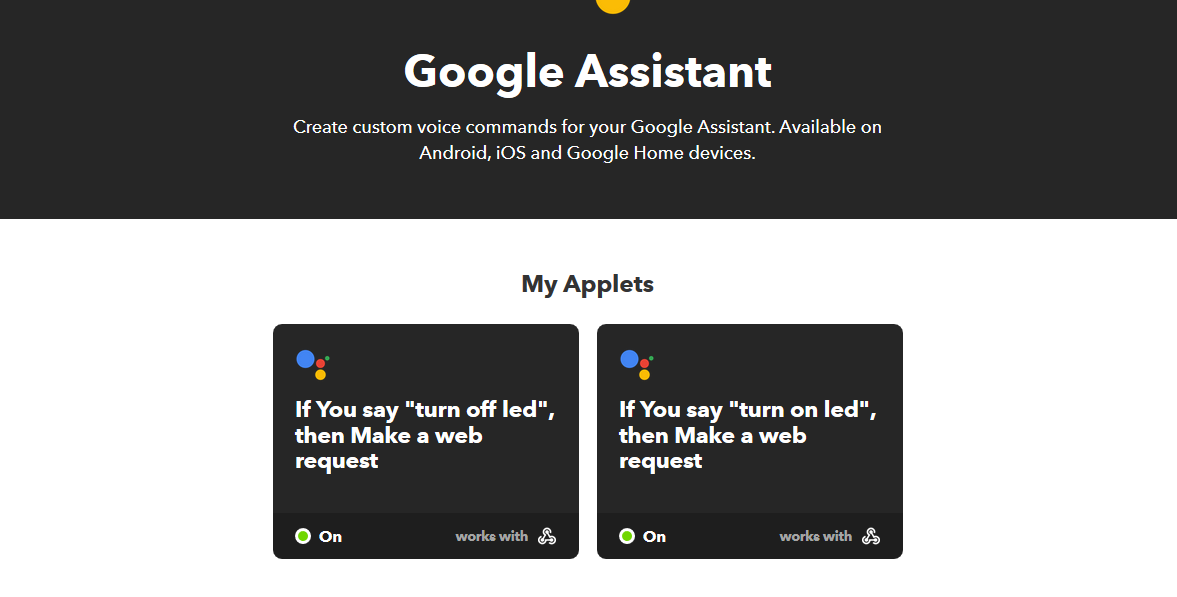 Google Assistant
Create custom voice commands for your Google Assistant. Available on
Android, iOS and Google Home devices.
My Applets
If You say "turn off led",
then Make a web
request
On
works with
If You say "turn on led",
then Make a web
request
On
works with